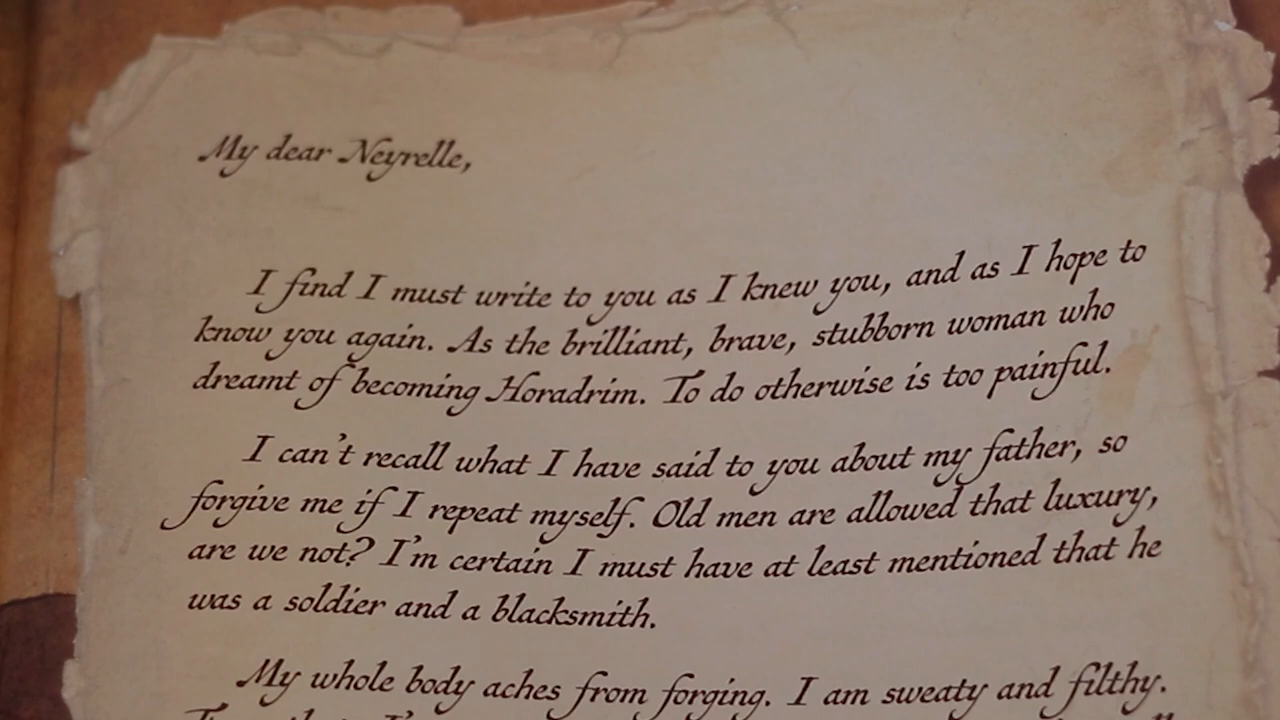 My dear Neyrelle,
I find I must write to you as I knew you, and as I hope to
know you again. As the brilliant, brave, stubborn woman who
dreamt of becoming Horadrim. To do otherwise is too painful.
I can't recall what I have said to you about my father, so
forgive me if I repeat myself. Old men are allowed that luxury,
are we not? I'm certain I must have at least mentioned that he
was a soldier and a blacksmith.
My whole body aches from forging. I am sweaty and filthy.